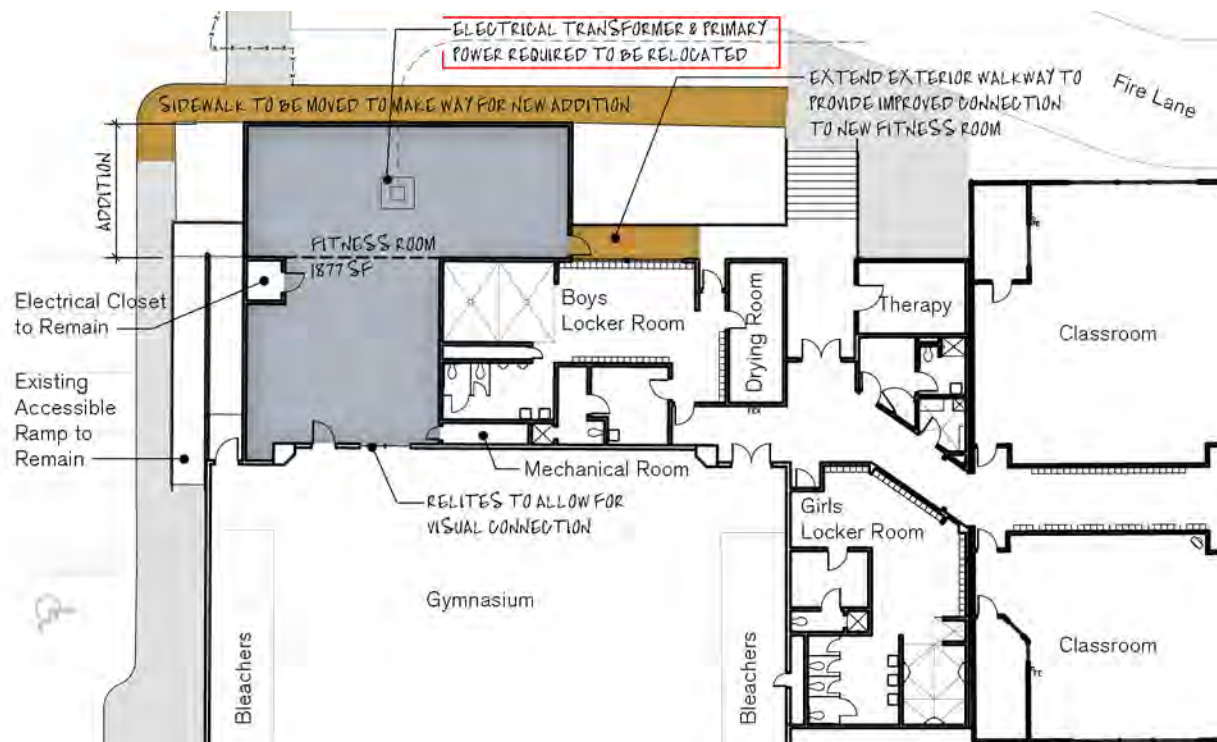 ELECTRICAL TRANSFORMER & PRIMARY
POWER REQUIRED TO BE RELOCATED
EXTEND EXTERIOR WALKWAY TO
PROVIDE IMPROVED CONNECTION
TO NEW FITNESS ROOM
Fire Lane
SIDEWALK TO BE MOVED TO MAKE WAY FOR NEW ADDITION
ADDITION
FITNESS ROOM
1877 SF
Electrical Closet
to Remain
Boys
Locker Room
Drying Room
Therapy
Classroom
Existing
Accessible
Ramp to
Remain
Mechanical Room
RELITES TO ALLOW FOR
VISUAL CONNECTION
Girls
Locker Room
Gymnasium
Bleachers
Bleachers
Classroom